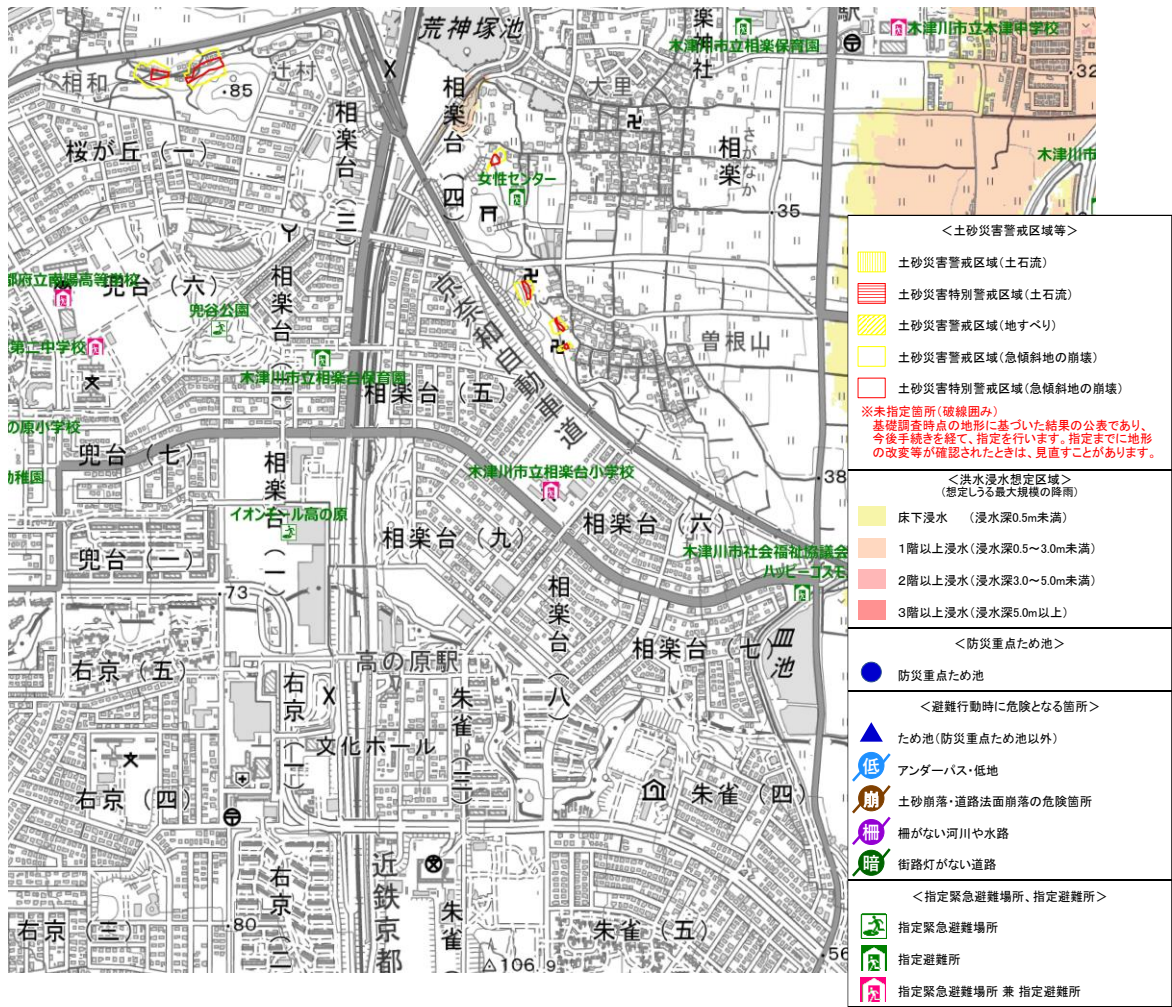 荒神塚池
楽神社
駅
木津川市立相楽保育園
木津川市立木津中学校
相和
辻村
.85
X
相楽台(四)
大里
.32
相楽台(三)
桜が丘(一)
さがなか
相楽
木津川市
女性センター
.35
京都府立南陽高等学校
兜台(六)
兜谷公園
相楽台(二)
京奈和自動車道
曽根山
第二中学校
木津川市立相楽台保育園
相楽台(五)
の原小学校
兜台(七)
幼稚園
木津川市立相楽台小学校
.38
イオンモール高の原
相楽台(一)
相楽台(九)
相楽台(六)
兜台(一)
木津川市社会福祉協議会
ハッピーコスモ
.73
相楽台(八)
相楽台(七)
皿池
右京(五)
高の原駅
右京(一)
X
朱雀(三)
文化ホール
右京(四)
朱雀(四)
近鉄京都
右京(二)
朱雀(
右京(三)
.80
朱雀(五)
.56
△106.9
<土砂災害警戒区域等>
土砂災害警戒区域(土石流)
土砂災害特別警戒区域(土石流)
土砂災害警戒区域(地すべり)
土砂災害警戒区域(急傾斜地の崩壊)
土砂災害特別警戒区域(急傾斜地の崩壊)
※未指定箇所(破線囲み)
基礎調査時点の地形に基づいた結果の公表であり、
今後手続きを経て、指定を行います。指定までに地形
の改変等が確認されたときは、見直すことがあります。
<洪水浸水想定区域>
(想定しうる最大規模の降雨)
床下浸水 (浸水深0.5m未満)
1階以上浸水(浸水深0.5~3.0m未満)
2階以上浸水(浸水深3.0~5.0m未満)
3階以上浸水(浸水深5.0m以上)
<防災重点ため池>
防災重点ため池
<避難行動時に危険となる箇所>
ため池(防災重点ため池以外)
低 アンダーパス・低地
崩 土砂崩落・道路法面崩落の危険箇所
柵 柵がない河川や水路
暗 街路灯がない道路
<指定緊急避難場所、指定避難所>
指定緊急避難場所
指定避難所
指定緊急避難場所 兼 指定避難所